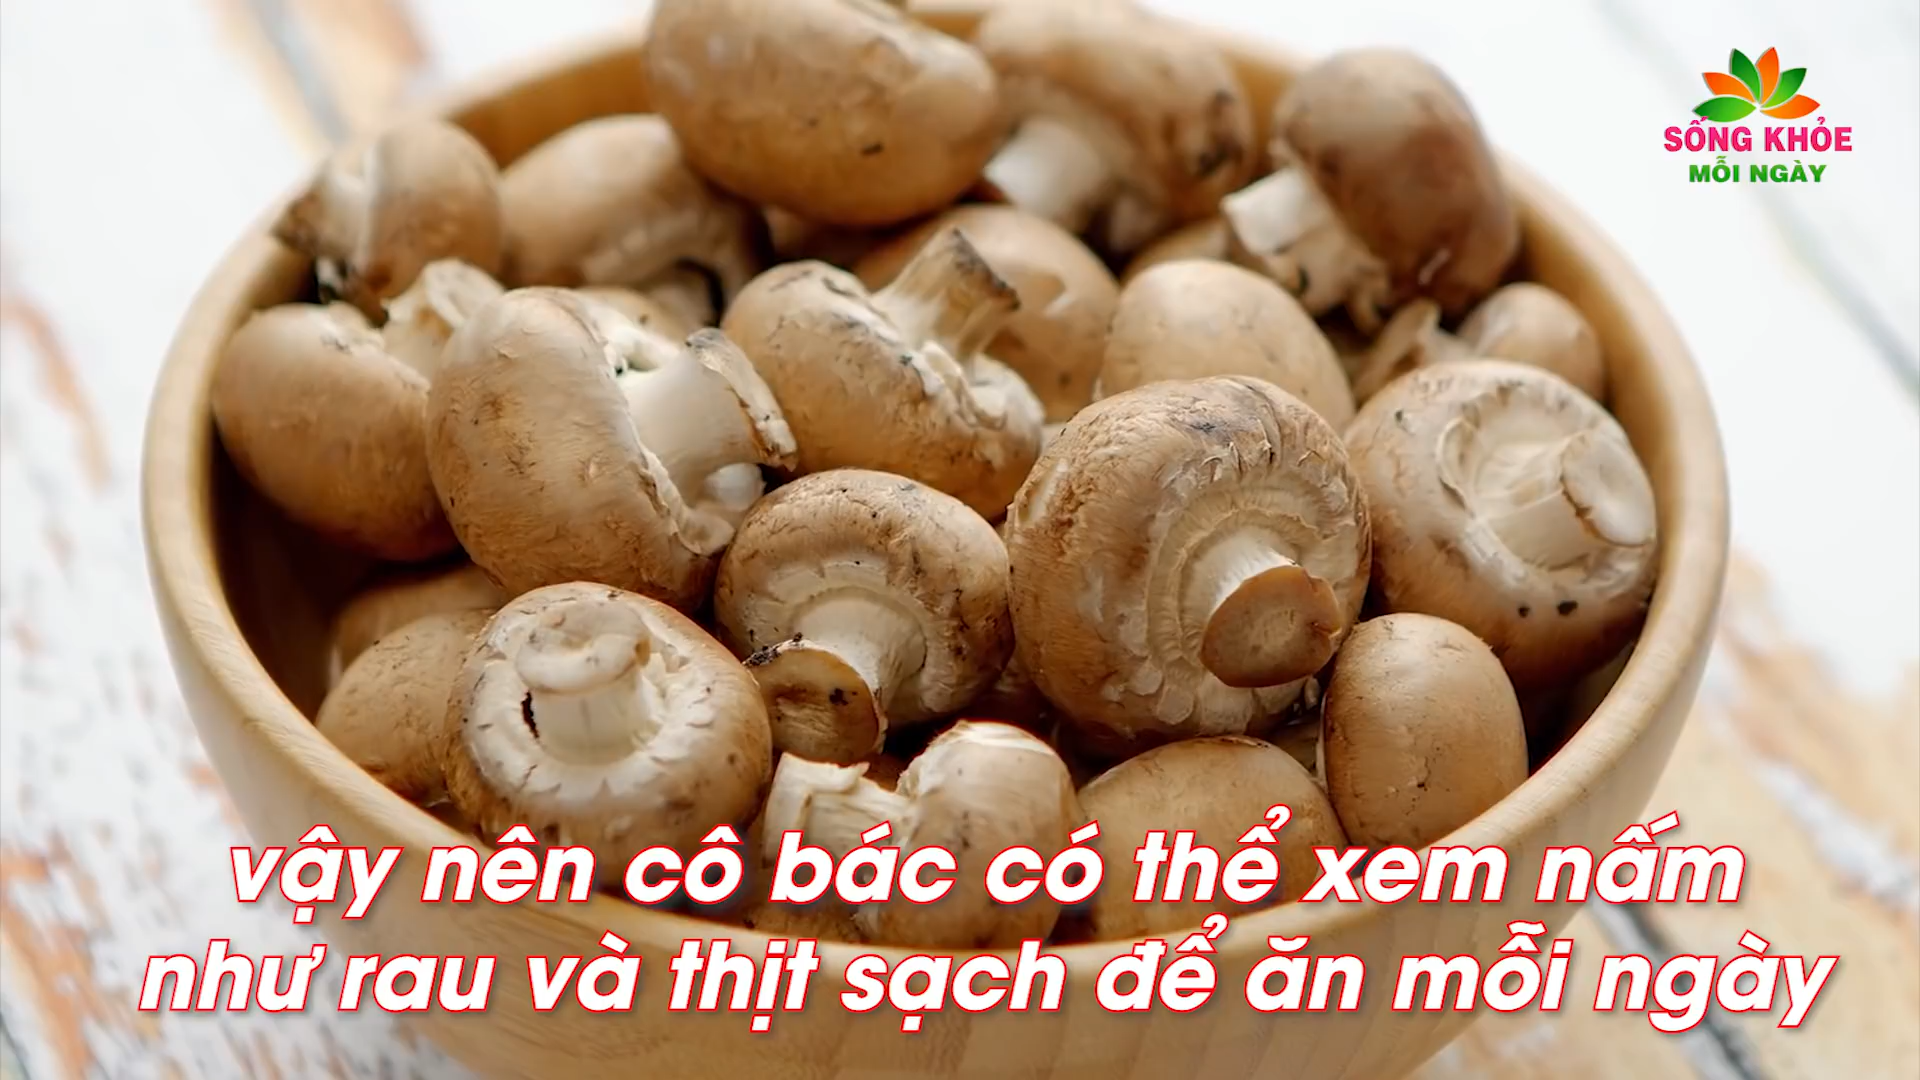 SỐNG KHỎE
MỖI NGÀY
vậy nên cô bác có thể xem nấm
như rau và thịt sạch để ăn mỗi ngày